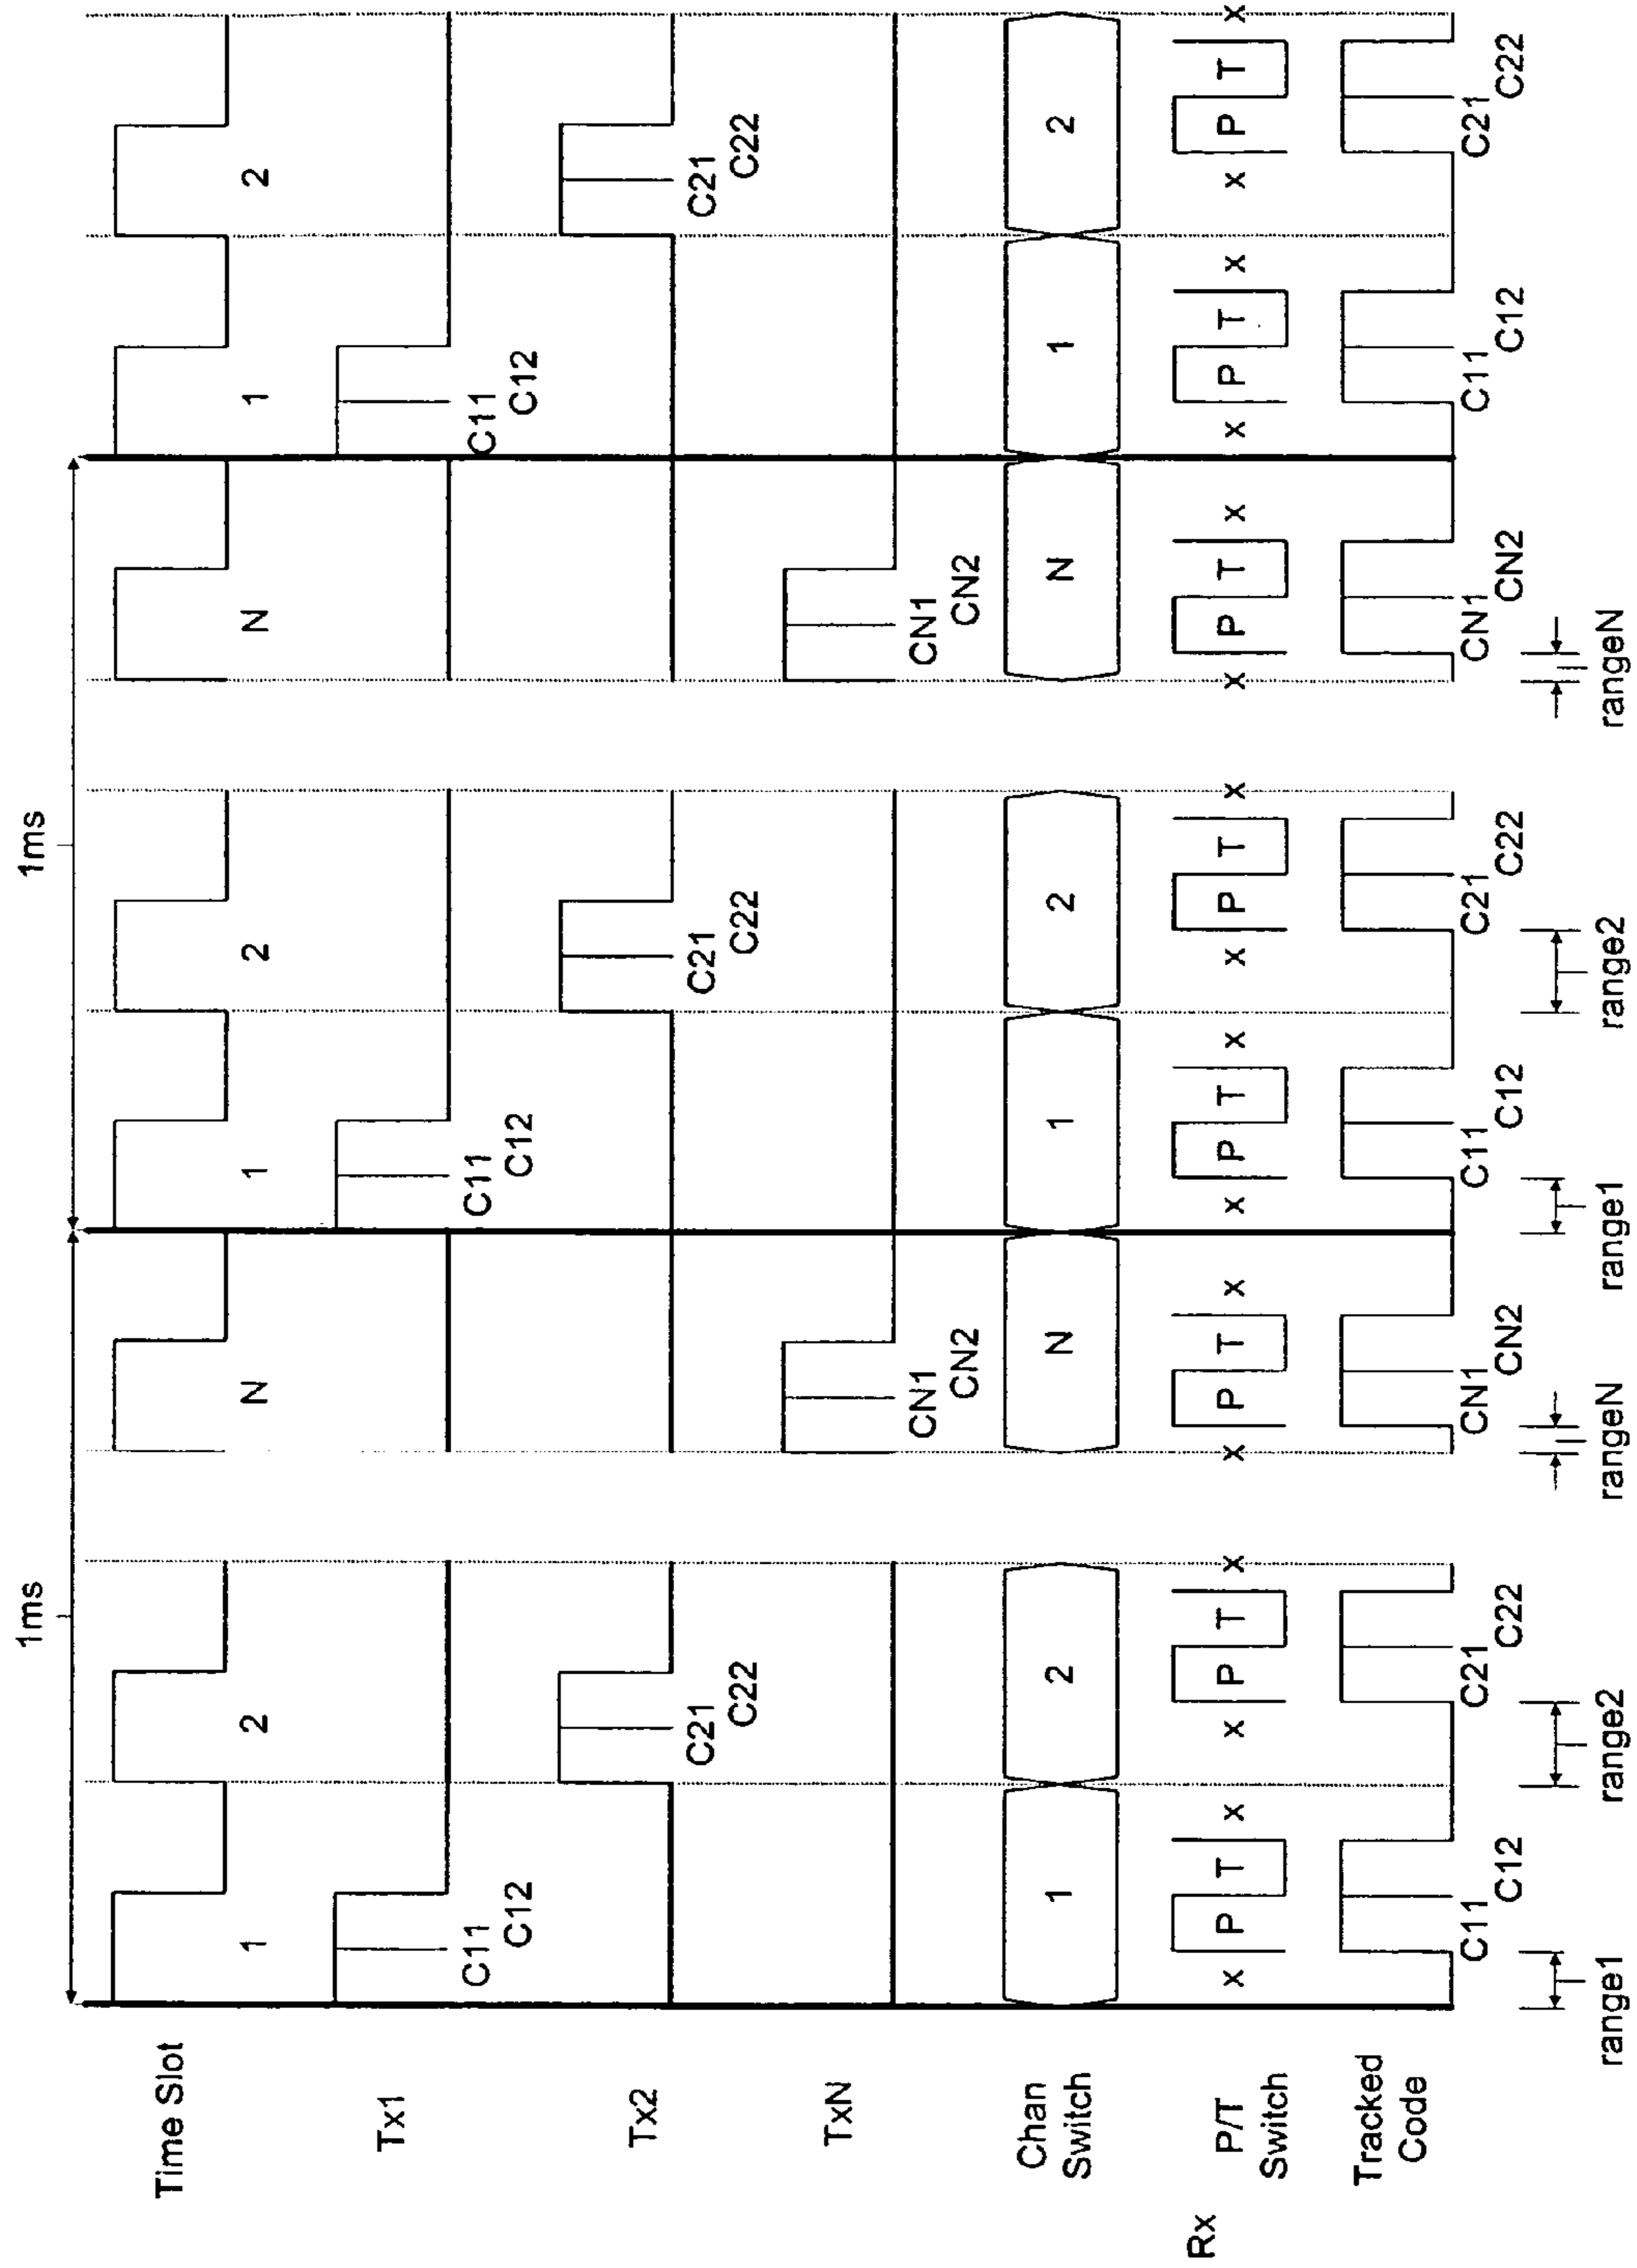 1ms 1ms
Time Slot 1 2 N 1 2 N 1 2
Tx1
C11 C11 C11
C12 C12 C12
Tx2
C21 C21 C21
C22 C22 C22
TxN
CN1 CN1
CN2 CN2
Chan
Switch
1 2 N 1 2 N 1 2
Rx
P/T
Switch
x P T x x P T x x P T x x P T x x P T x x P T x x P T x x P T x
Tracked
Code
C11 C21 CN1 C11 C21 CN1 C11 C21
C12 C22 CN2 C12 C22 CN2 C12 C22
range1 range2 rangeN range1 range2 rangeN